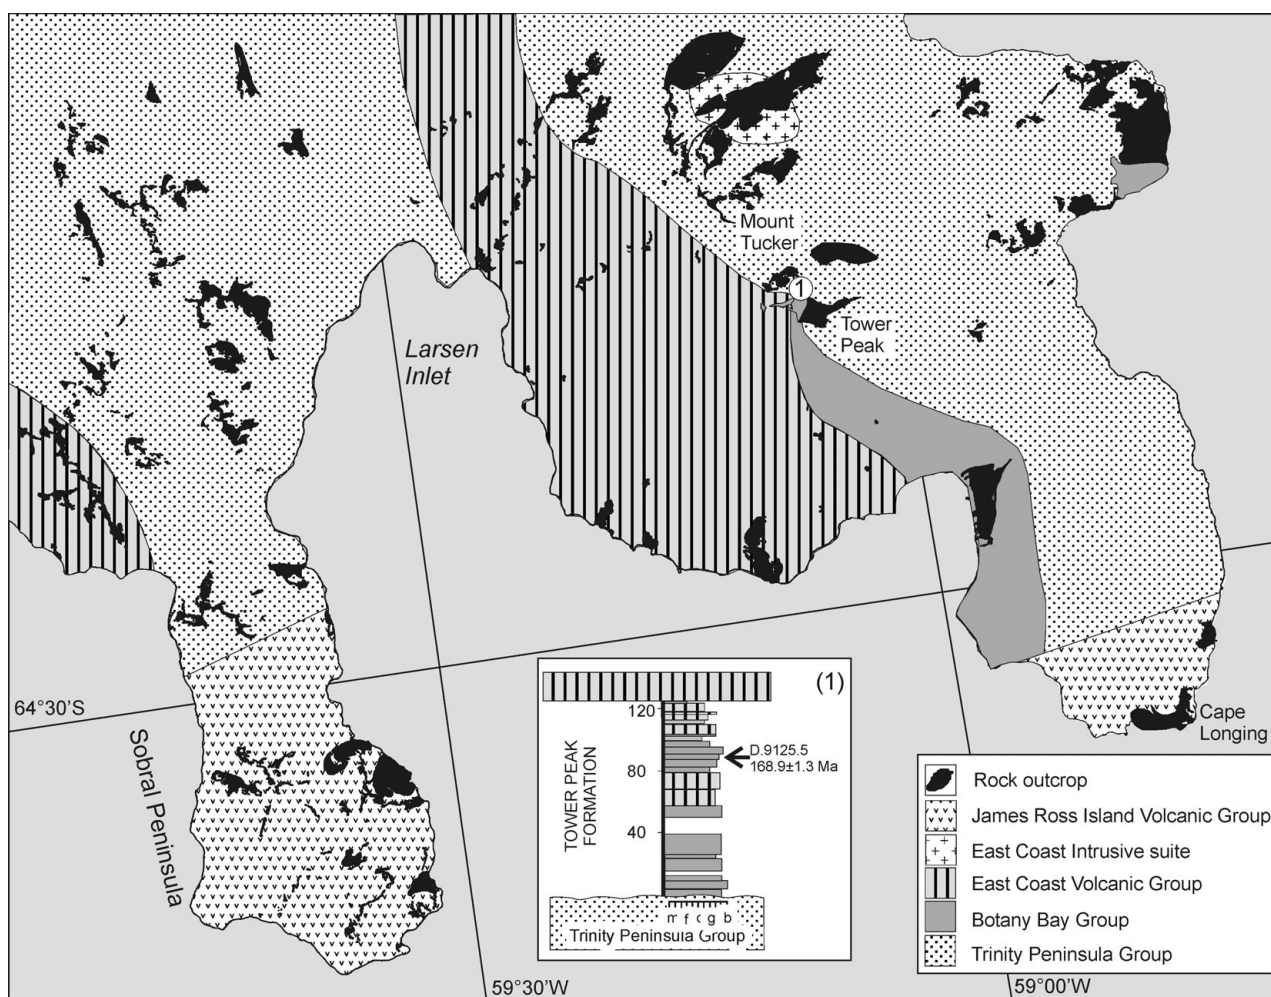 Mount
Tucker
1
Tower
Peak
Larsen
Inlet
64°30’S
Sobral Peninsula
Cape
Longing
59°30’W
59°00’W
(1)
TOWER PEAK
FORMATION
120
80
40
D.9125.5
168.9±1.3 Ma
m f c g b
Trinity Peninsula Group
Rock outcrop
James Ross Island Volcanic Group
East Coast Intrusive suite
East Coast Volcanic Group
Botany Bay Group
Trinity Peninsula Group